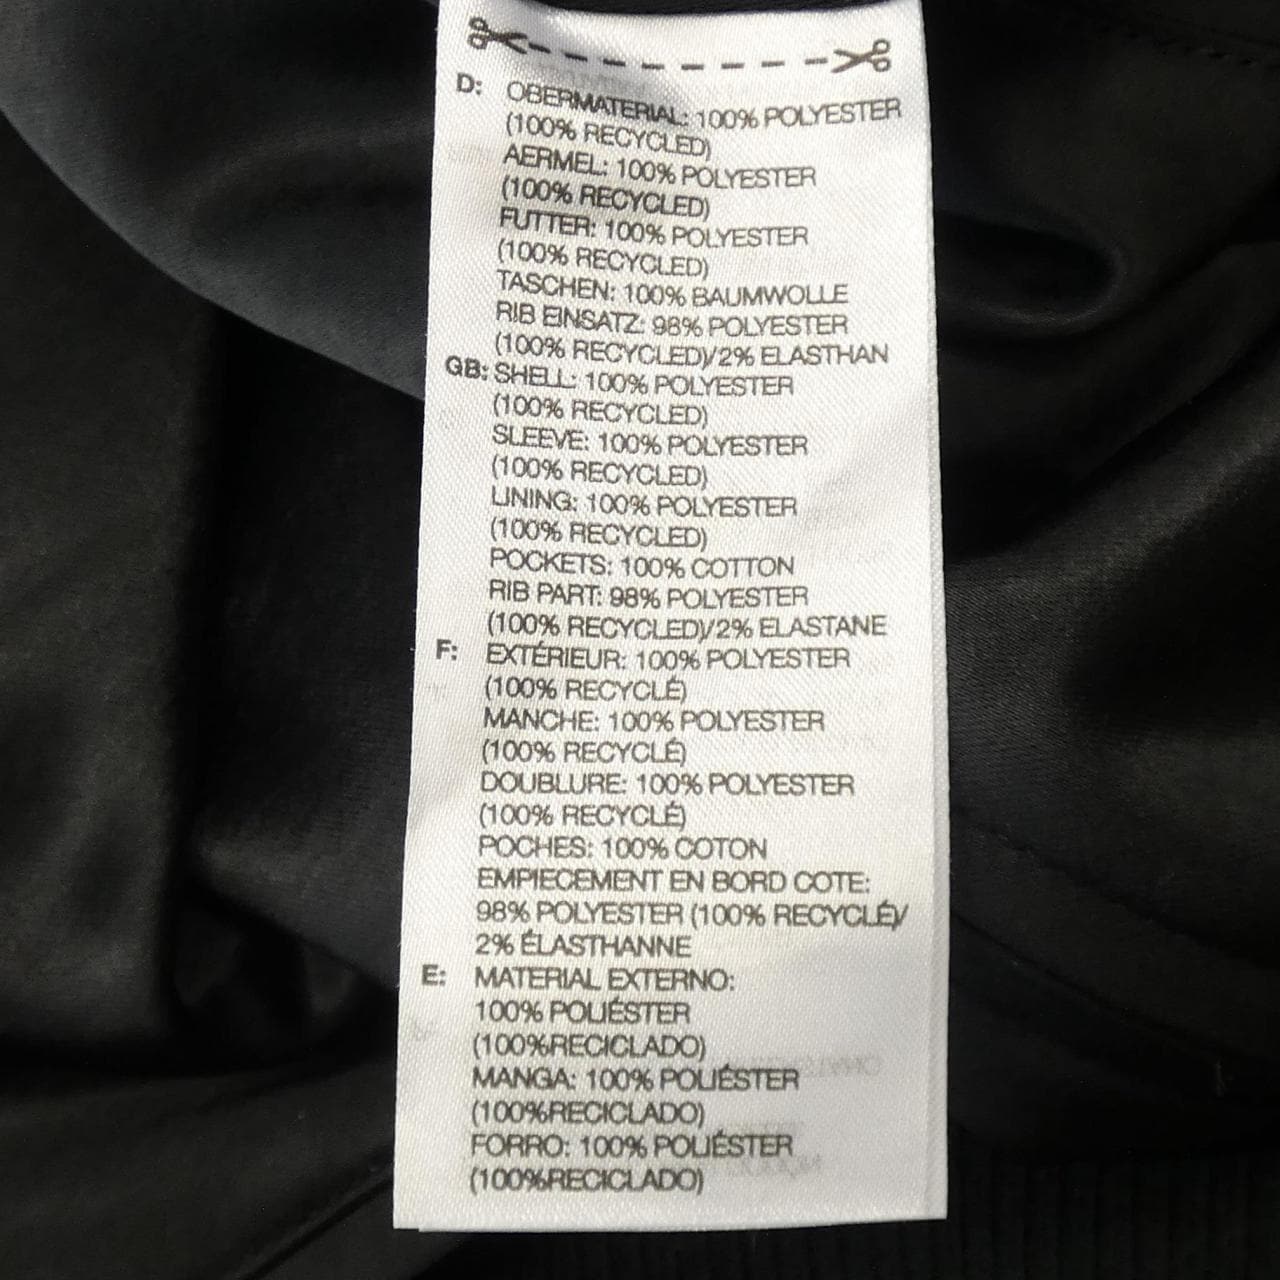 D: OBERMATERIAL: 100% POLYESTER
(100% RECYCLED)
AERMEL: 100% POLYESTER
(100% RECYCLED)
FUTTER: 100% POLYESTER
(100% RECYCLED)
TASCHEN: 100% BAUMWOLLE
RIB EINSATZ: 98% POLYESTER
(100% RECYCLED)/2% ELASTHAN
GB: SHELL: 100% POLYESTER
(100% RECYCLED)
SLEEVE: 100% POLYESTER
(100% RECYCLED)
LINING: 100% POLYESTER
(100% RECYCLED)
POCKETS: 100% COTTON
RIB PART: 98% POLYESTER
(100% RECYCLED)/2% ELASTANE
F: EXTÉRIEUR: 100% POLYESTER
(100% RECYCLÉ)
MANCHE: 100% POLYESTER
(100% RECYCLÉ)
DOUBLURE: 100% POLYESTER
(100% RECYCLÉ)
POCHES: 100% COTON
EMPIECEMENT EN BORD COTE:
98% POLYESTER (100% RECYCLÉ)/
2% ÉLASTHANNE
E: MATERIAL EXTERNO:
100% POLIÉSTER
(100%RECICLADO)
MANGA: 100% POLIÉSTER
(100%RECICLADO)
FORRO: 100% POLIÉSTER
(100%RECICLADO)